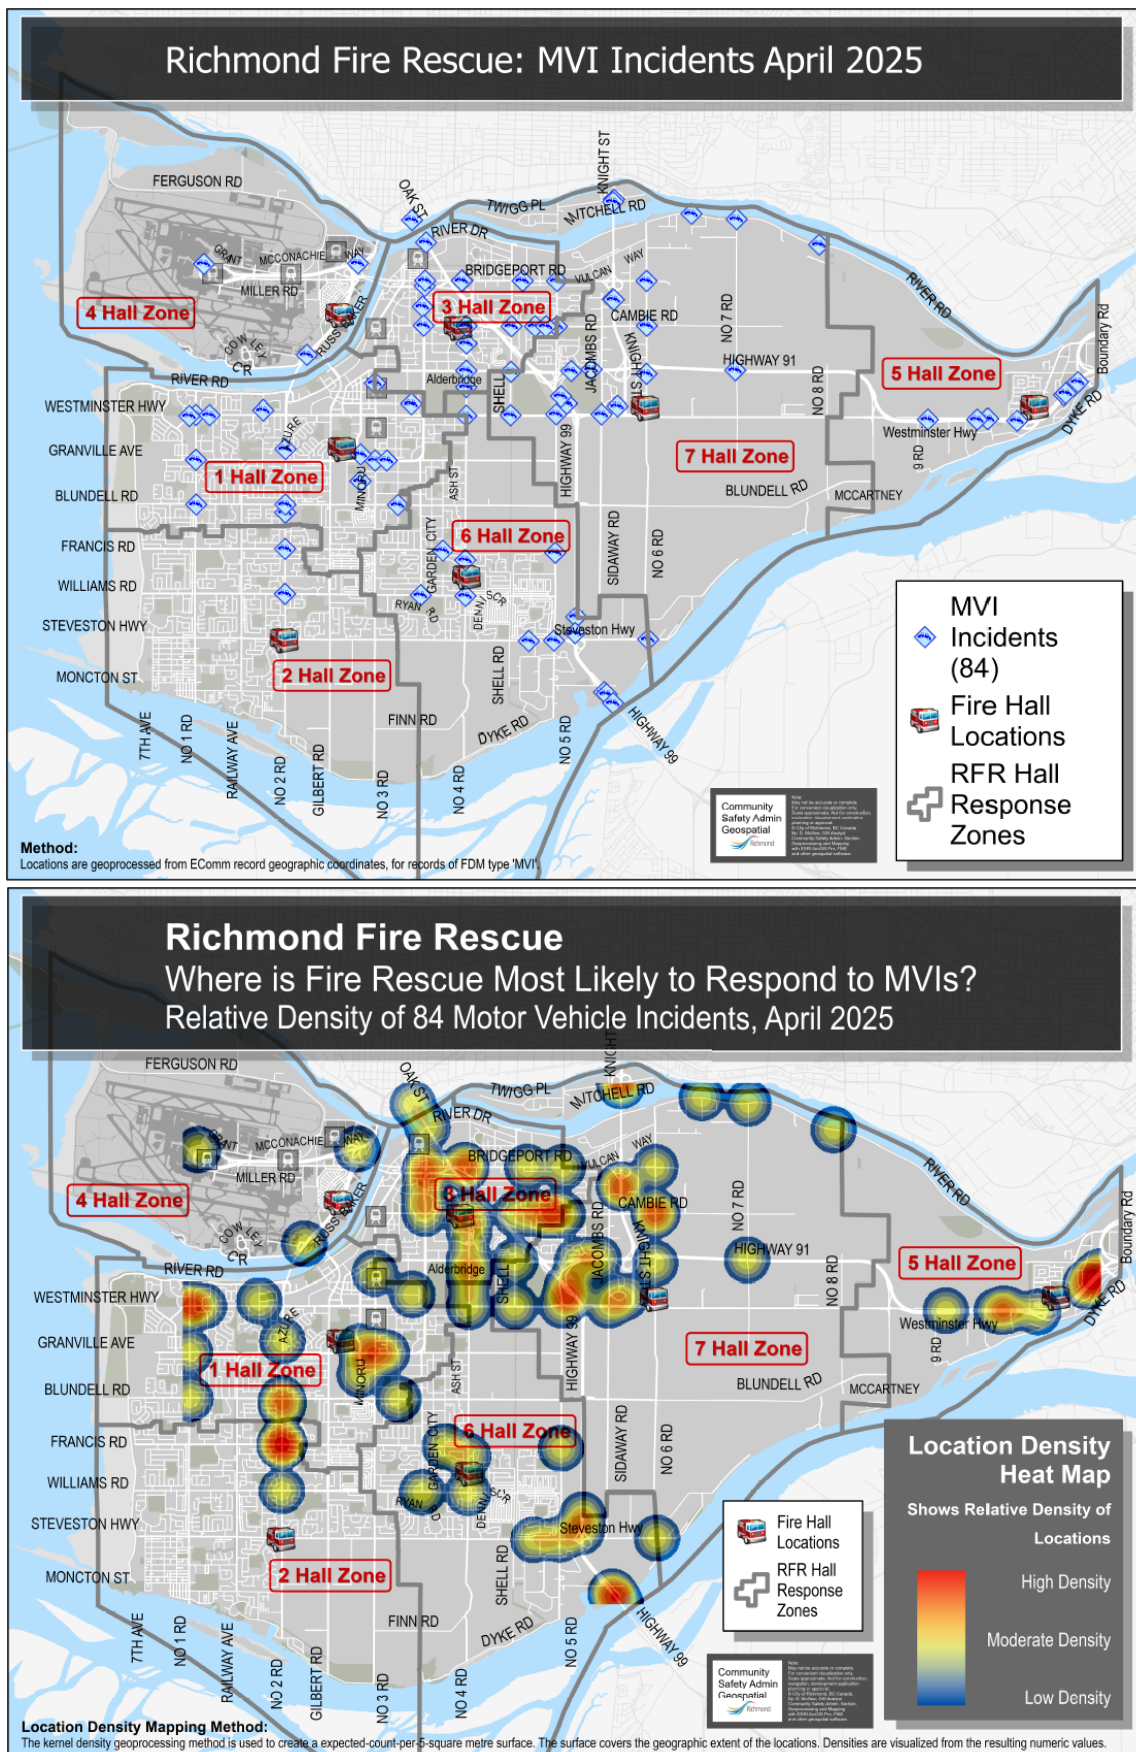 Richmond Fire Rescue: MVI Incidents April 2025
KNIGHT ST
FERGUSON RD
OAK ST
TWIGG PL
MITCHELL RD
RIVER DR
GRANT
MCCONACHIE
WAY
BRIDGEPORT RD
VULCAN
WAY
MILLER RD
RIVER RD
4 Hall Zone
3 Hall Zone
RUSS BAKER
CAMBIE RD
NO 7 RD
Boundary Rd
COWLEY
CR
JACOBBS RD
KNIGHT ST
HIGHWAY 91
RIVER RD
Alderbridge
SHELL
NO 8 RD
5 Hall Zone
WESTMINSTER HWY
DYKE RD
AZURE
Westminster Hwy
GRANVILLE AVE
HIGHWAY 99
7 Hall Zone
9 RD
1 Hall Zone
MINORU
ASH ST
BLUNDELL RD
BLUNDELL RD
MCCARTNEY
FRANCIS RD
6 Hall Zone
GARDEN CITY
SIDAWAY RD
NO 6 RD
WILLIAMS RD
RYAN
RD
DENNIS CR
STEVESTON HWY
Steveston Hwy
MONCTON ST
2 Hall Zone
SHELL RD
7TH AVE
NO 1 RD
RAILWAY AVE
NO 2 RD
GILBERT RD
FINN RD
NO 3 RD
NO 4 RD
DYKE RD
NO 5 RD
HIGHWAY 99
MVI
Incidents
(84)
Fire Hall
Locations
RFR Hall
Response
Zones
Community
Safety Admin
Geospatial
Richmond
Method:
Locations are geoprocessed from EComm record geographic coordinates, for records of FDM type 'MVI'.
Richmond Fire Rescue
Where is Fire Rescue Most Likely to Respond to MVIs?
Relative Density of 84 Motor Vehicle Incidents, April 2025
KNIGHT
FERGUSON RD
OAK ST
TWIGG PL
MITCHELL RD
RIVER DR
GRANT
MCCONACHIE
WAY
BRIDGEPORT RD
VULCAN
WAY
MILLER RD
RIVER RD
4 Hall Zone
3 Hall Zone
RUSS BAKER
CAMBIE RD
NO 7 RD
Boundary Rd
COWLEY
CR
JACOMBS RD
KNIGHT ST
HIGHWAY 91
RIVER RD
Alderbridge
SHELL
NO 8 RD
5 Hall Zone
WESTMINSTER HWY
DYKE RD
AZURE
Westminster Hwy
GRANVILLE AVE
HIGHWAY 99
7 Hall Zone
9 RD
1 Hall Zone
MINORU
ASH ST
BLUNDELL RD
BLUNDELL RD
MCCARTNEY
FRANCIS RD
6 Hall Zone
GARDEN CITY
SIDAWAY RD
NO 6 RD
WILLIAMS RD
RYAN
RD
DENNIS CR
STEVESTON HWY
Steveston Hwy
MONCTON ST
2 Hall Zone
SHELL RD
7TH AVE
NO 1 RD
RAILWAY AVE
NO 2 RD
GILBERT RD
FINN RD
NO 3 RD
NO 4 RD
DYKE RD
NO 5 RD
HIGHWAY 99
Fire Hall
Locations
RFR Hall
Response
Zones
Location Density
Heat Map
Shows Relative Density of
Locations
High Density
Moderate Density
Low Density
Community
Safety Admin
Geospatial
Richmond
Location Density Mapping Method:
The kernel density geoprocessing method is used to create a expected-count-per-5-square metre surface. The surface covers the geographic extent of the locations. Densities are visualized from the resulting numeric values.